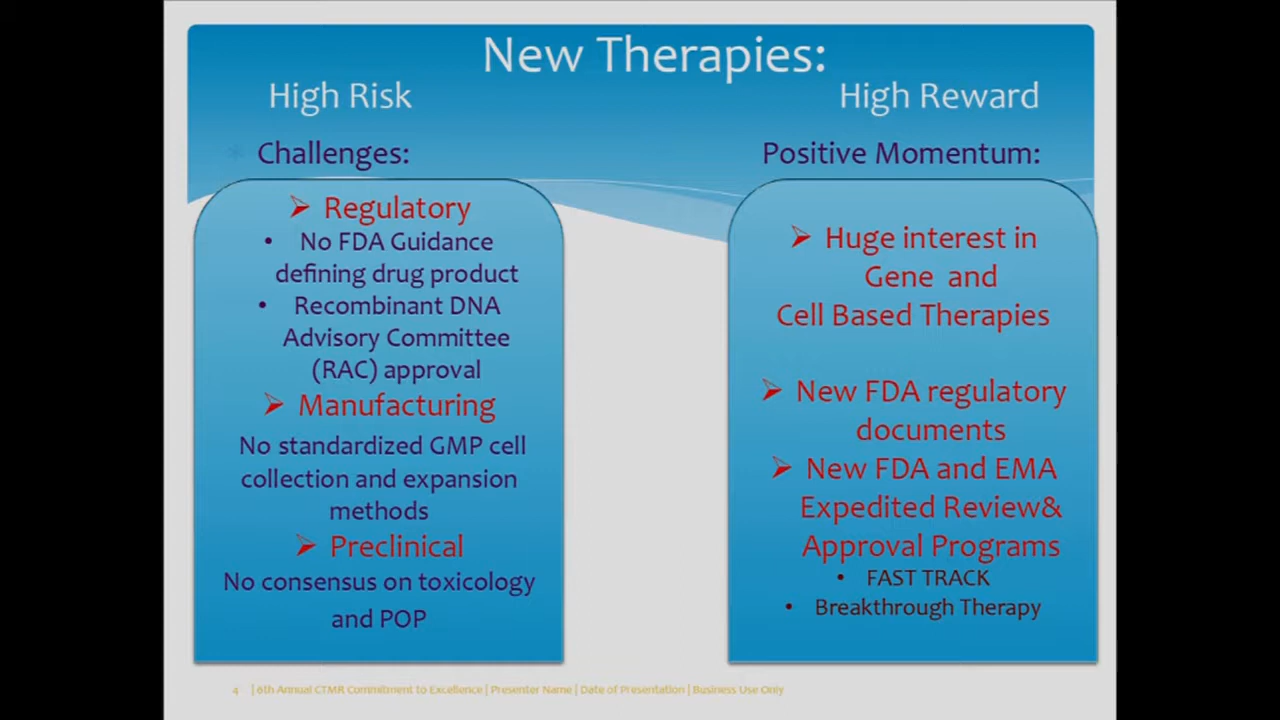 New Therapies:
High Risk
High Reward
* Challenges:
Positive Momentum:
➢ Regulatory
• No FDA Guidance
defining drug product
• Recombinant DNA
Advisory Committee
(RAC) approval
➢ Manufacturing
No standardized GMP cell
collection and expansion
methods
➢ Preclinical
No consensus on toxicology
and POP
➢ Huge interest in
Gene and
Cell Based Therapies
➢ New FDA regulatory
documents
➢ New FDA and EMA
Expedited Review&
Approval Programs
• FAST TRACK
• Breakthrough Therapy
4 | 6th Annual CTMR Commitment to Excellence | Presenter Name | Date of Presentation | Business Use Only